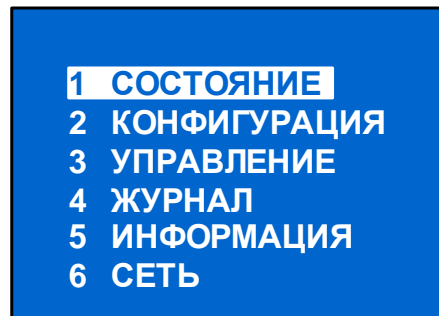 1 СОСТОЯНИЕ
2 КОНФИГУРАЦИЯ
3 УПРАВЛЕНИЕ
4 ЖУРНАЛ
5 ИНФОРМАЦИЯ
6 СЕТЬ